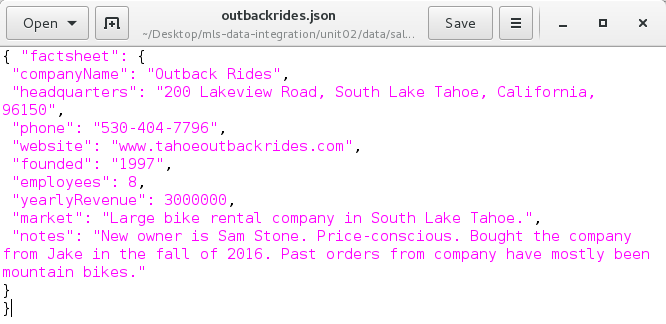 outbackrides.json
Open
~/Desktop/mls-data-integration/unit02/data/sal...
Save
{ "factsheet": {
"companyName": "Outback Rides",
"headquarters": "200 Lakeview Road, South Lake Tahoe, California,
96150",
"phone": "530-404-7796",
"website": "www.tahoeoutbackrides.com",
"founded": "1997",
"employees": 8,
"yearlyRevenue": 3000000,
"market": "Large bike rental company in South Lake Tahoe.",
"notes": "New owner is Sam Stone. Price-conscious. Bought the company
from Jake in the fall of 2016. Past orders from company have mostly been
mountain bikes."
}
}